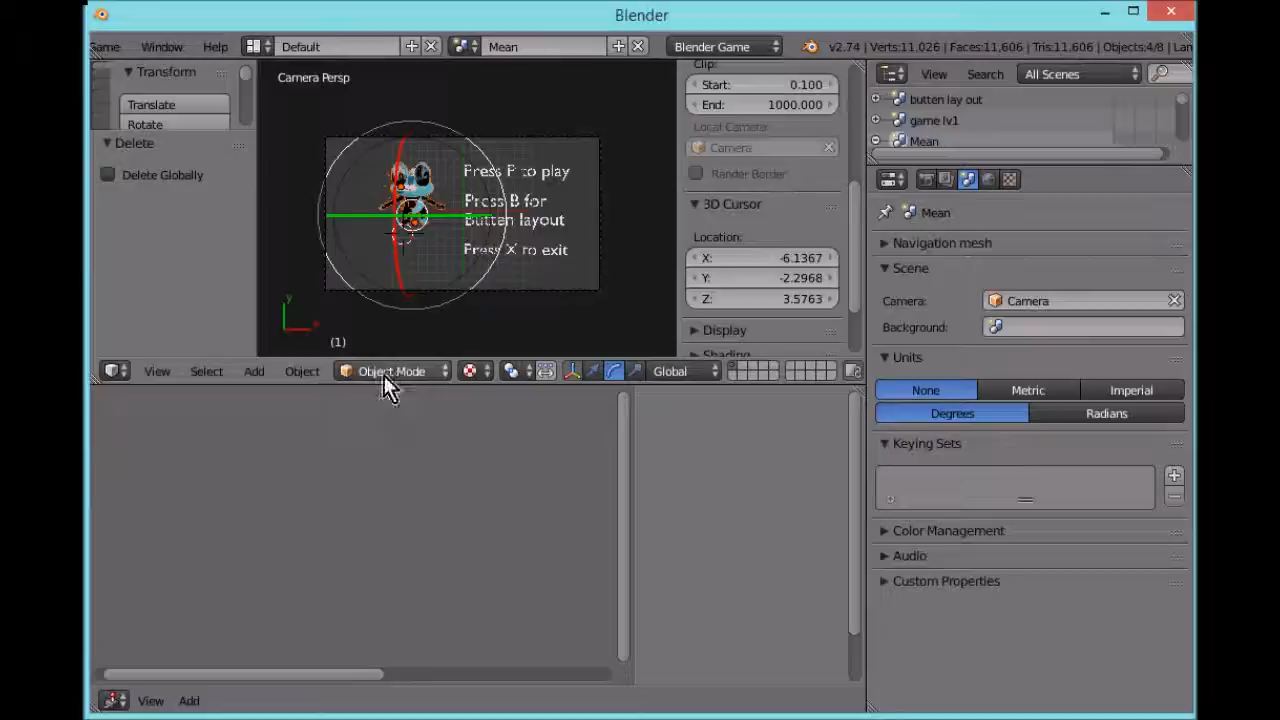 Blender
Game Window Help Default Mean Blender Game v2.74 | Verts:11,026 | Faces:11,606 | Tris:11,606 | Objects:4/8 | Lan
Transform
Translate
Rotate
Delete
Delete Globally
Camera Persp
Press P to play
Press B for
Butten layout
Press X to exit
y
(1)
Clip:
Start: 0.100
End: 1000.000
Local Camera:
Camera
Render Border
3D Cursor
Location:
X: -6.1367
Y: -2.2968
Z: 3.5763
Display
Shading
View Select Add Object Object Mode Global
View Add
View Search All Scenes
butten lay out
game lv1
Mean
Mean
Navigation mesh
Scene
Camera: Camera
Background:
Units
None Metric Imperial
Degrees Radians
Keying Sets
Color Management
Audio
Custom Properties